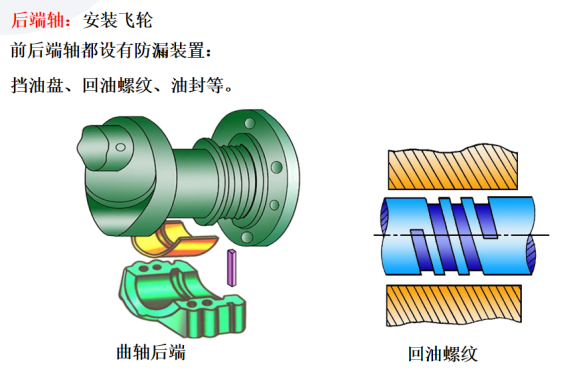 后端轴：安装飞轮
前后端轴都设有防漏装置：
挡油盘、回油螺纹、油封等。
曲轴后端
回油螺纹